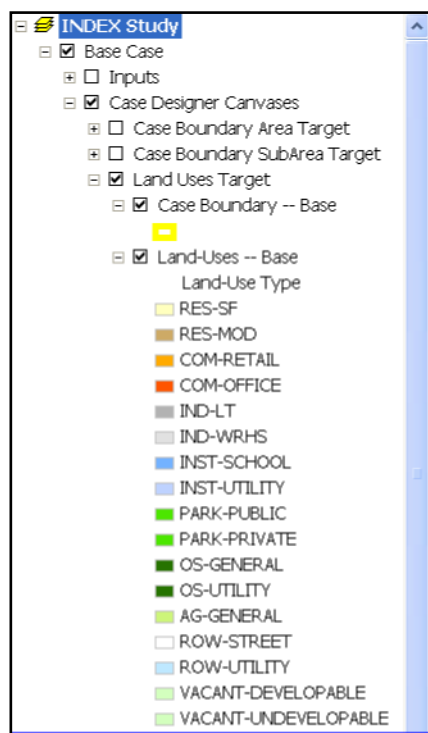 INDEX Study
Base Case
Inputs
Case Designer Canvases
Case Boundary Area Target
Case Boundary SubArea Target
Land Uses Target
Case Boundary -- Base
Land-Uses -- Base
Land-Use Type
RES-SF
RES-MOD
COM-RETAIL
COM-OFFICE
IND-LT
IND-WRHS
INST-SCHOOL
INST-UTILITY
PARK-PUBLIC
PARK-PRIVATE
OS-GENERAL
OS-UTILITY
AG-GENERAL
ROW-STREET
ROW-UTILITY
VACANT-DEVELOPABLE
VACANT-UNDEVELOPABLE